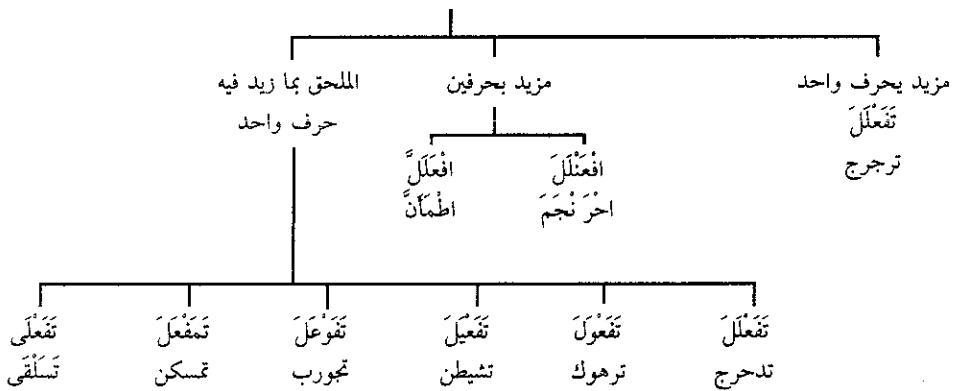 مزيد يحرف واحد
تَفَعْلَلَ
ترجرج
مزيد بحرفين
افْعَنْلَلَ
احْرَ نْجَمَ
افْعَلَلَّ
اطْمَأَنَّ
الملحق بما زيد فيه
حرف واحد
تَفَعْلَلَ
تدحرج
تَفَعْوَلَ
ترهوك
تَفَعْيَلَ
تشيطن
تَفَوْعَلَ
تجورب
تَمَفْعَلَ
تمسكن
تَفَعْلَى
تَسَلْقَى